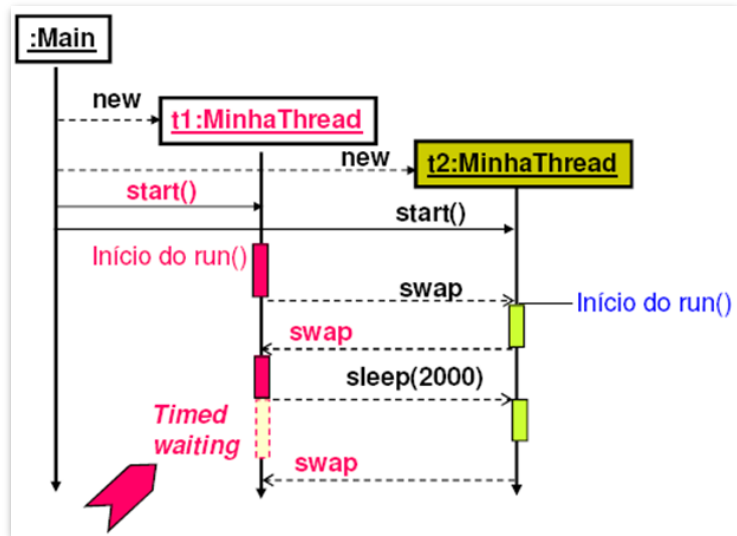 :Main
new
t1:MinhaThread
new
t2:MinhaThread
start()
start()
Início do run()
swap
Início do run()
swap
sleep(2000)
Timed
waiting
swap